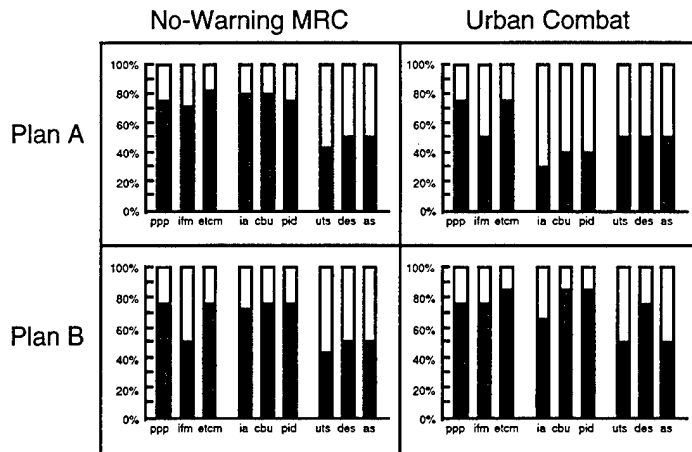 No-Warning MRC Urban Combat
Plan A
100% 80% 60% 40% 20% 0%
ppp ifm etcm ia cbu pid uts des as
100% 80% 60% 40% 20% 0%
ppp ifm etcm ia cbu pid uts des as
Plan B
100% 80% 60% 40% 20% 0%
ppp ifm etcm ia cbu pid uts des as
100% 80% 60% 40% 20% 0%
ppp ifm etcm ia cbu pid uts des as